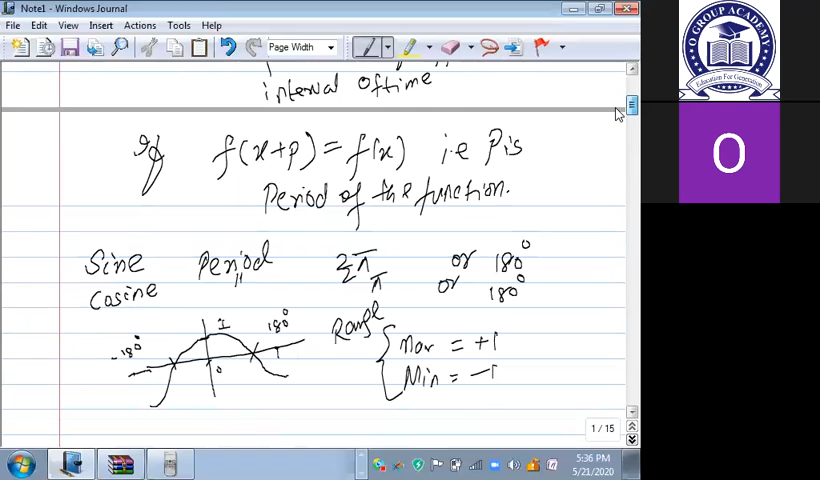 Note1 - Windows Journal
File Edit View Insert Actions Tools Help
Page Width
interval of time
If f(x+p) = f(x) i.e P is
Period of the function.
Sine Period 2π or 180°
Cosine " π or 180°
-180° 1 180° Range
0
max = +1
Min = -1
1 / 15
5:36 PM
5/21/2020
O GROUP ACADEMY
Education For Generation
O